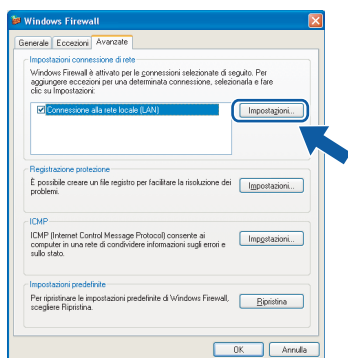 Windows Firewall
Generale Eccezioni Avanzate
Impostazioni connessione di rete
Windows Firewall è attivato per le connessioni selezionate di seguito. Per
aggiungere eccezioni per una determinata connessione, selezionarla e fare
clic su Impostazioni:
Connessione alla rete locale (LAN)
Impostazioni...
Registrazione protezione
È possibile creare un file registro per facilitare la risoluzione dei
problemi.
Impostazioni...
ICMP
ICMP (Internet Control Message Protocol) consente ai
computer in una rete di condividere informazioni sugli errori e
sullo stato.
Impostazioni...
Impostazioni predefinite
Per ripristinare le impostazioni predefinite di Windows Firewall,
scegliere Ripristina.
Ripristina
OK Annulla